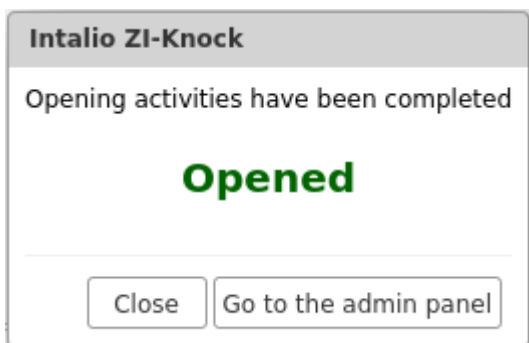 Intalio ZI-Knock
Opening activities have been completed
Opened
Close
Go to the admin panel